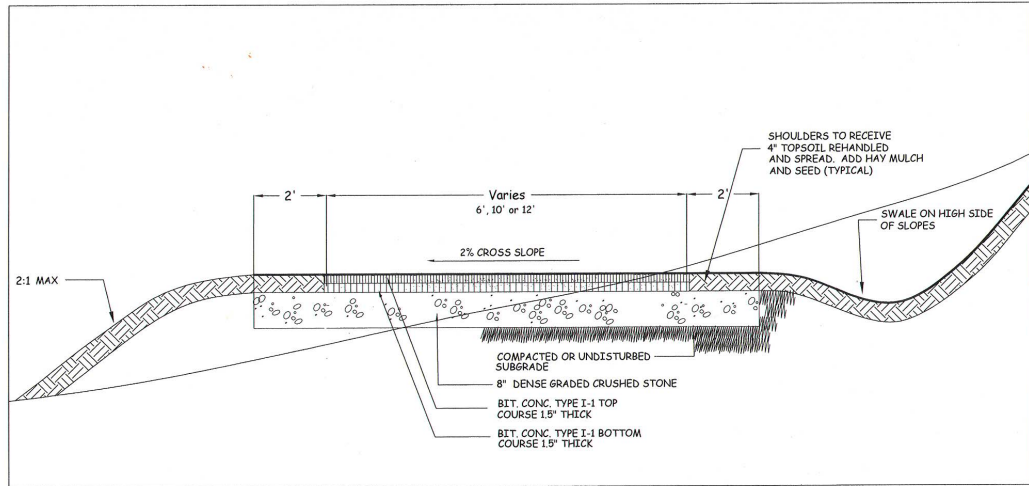 SHOULDERS TO RECEIVE
4" TOPSOIL REHANDLED
AND SPREAD. ADD HAY MULCH
AND SEED (TYPICAL)
2'
Varies
2'
6', 10' or 12'
SWALE ON HIGH SIDE
OF SLOPES
2% CROSS SLOPE
2:1 MAX
COMPACTED OR UNDISTURBED
SUBGRADE
8" DENSE GRADED CRUSHED STONE
BIT. CONC. TYPE I-1 TOP
COURSE 1.5" THICK
BIT. CONC. TYPE I-1 BOTTOM
COURSE 1.5" THICK